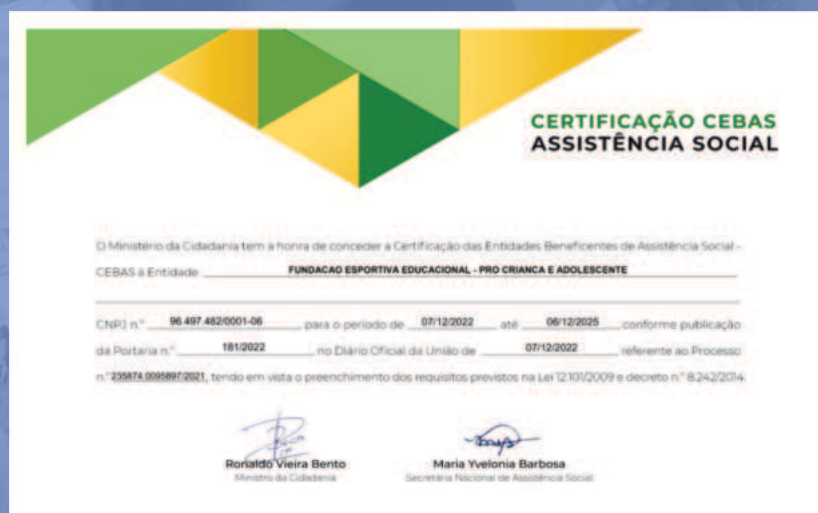 CERTIFICAÇÃO CEBAS
ASSISTÊNCIA SOCIAL
O Ministério da Cidadania tem a honra de conceder a Certificação das Entidades Beneficentes de Assistência Social -
CEBAS à Entidade FUNDACAO ESPORTIVA EDUCACIONAL - PRO CRIANCA E ADOLESCENTE
CNPJ n.º 96.497.482/0001-06 para o período de 07/12/2022 até 06/12/2025 conforme publicação
da Portaria n.º 181/2022 no Diário Oficial da União de 07/12/2022 referente ao Processo
n.º 235874.0095897/2021, tendo em vista o preenchimento dos requisitos previstos na Lei 12.101/2009 e decreto n.º 8.242/2014.
Ronaldo Vieira Bento
Ministro da Cidadania
Maria Yvelonia Barbosa
Secretária Nacional de Assistência Social